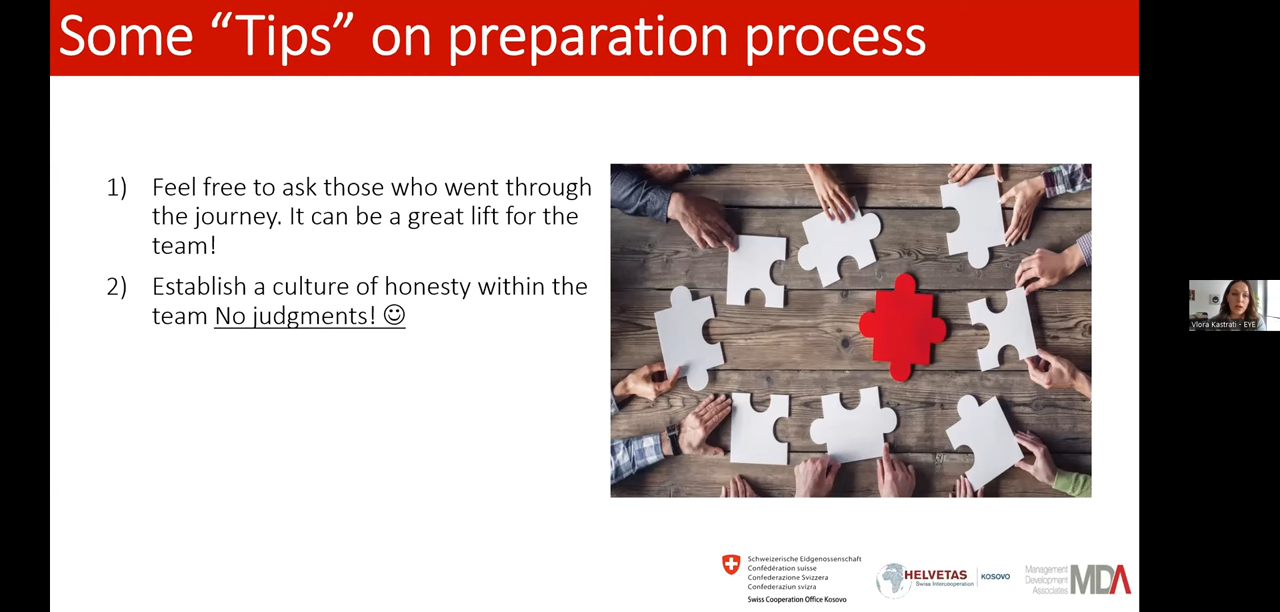 Some “Tips” on preparation process
1) Feel free to ask those who went through
the journey. It can be a great lift for the
team!
2) Establish a culture of honesty within the
team No judgments! ☺
Vlora Kastrati - EYE
Schweizerische Eidgenossenschaft
Confédération suisse
Confederazione Svizzera
Confederaziun svizra
Swiss Cooperation Office Kosovo
HELVETAS
Swiss Intercooperation
KOSOVO
Management
Development
Associates
MDA